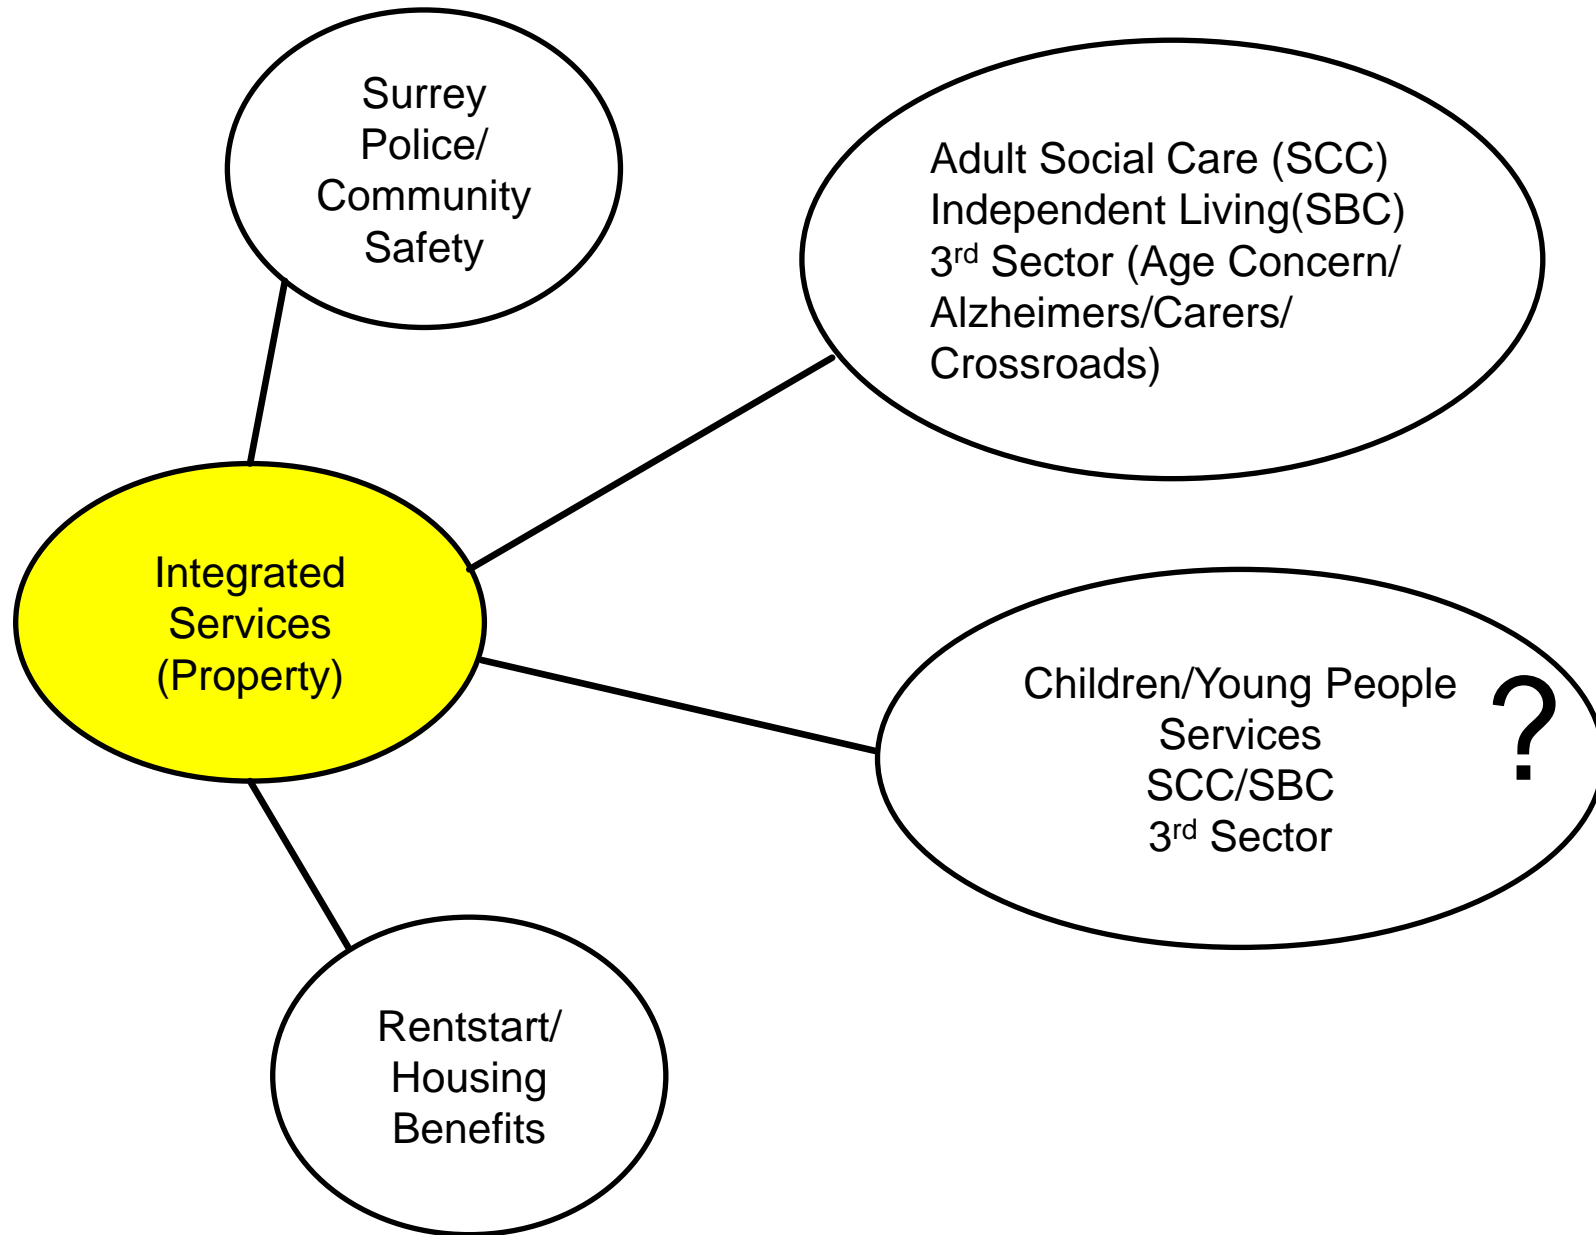 Surrey
Police/
Community
Safety
Adult Social Care (SCC)
Independent Living(SBC)
3rd Sector (Age Concern/
Alzheimers/Carers/
Crossroads)
Integrated
Services
(Property)
Children/Young People
Services
SCC/SBC
3rd Sector
?
Rentstart/
Housing
Benefits